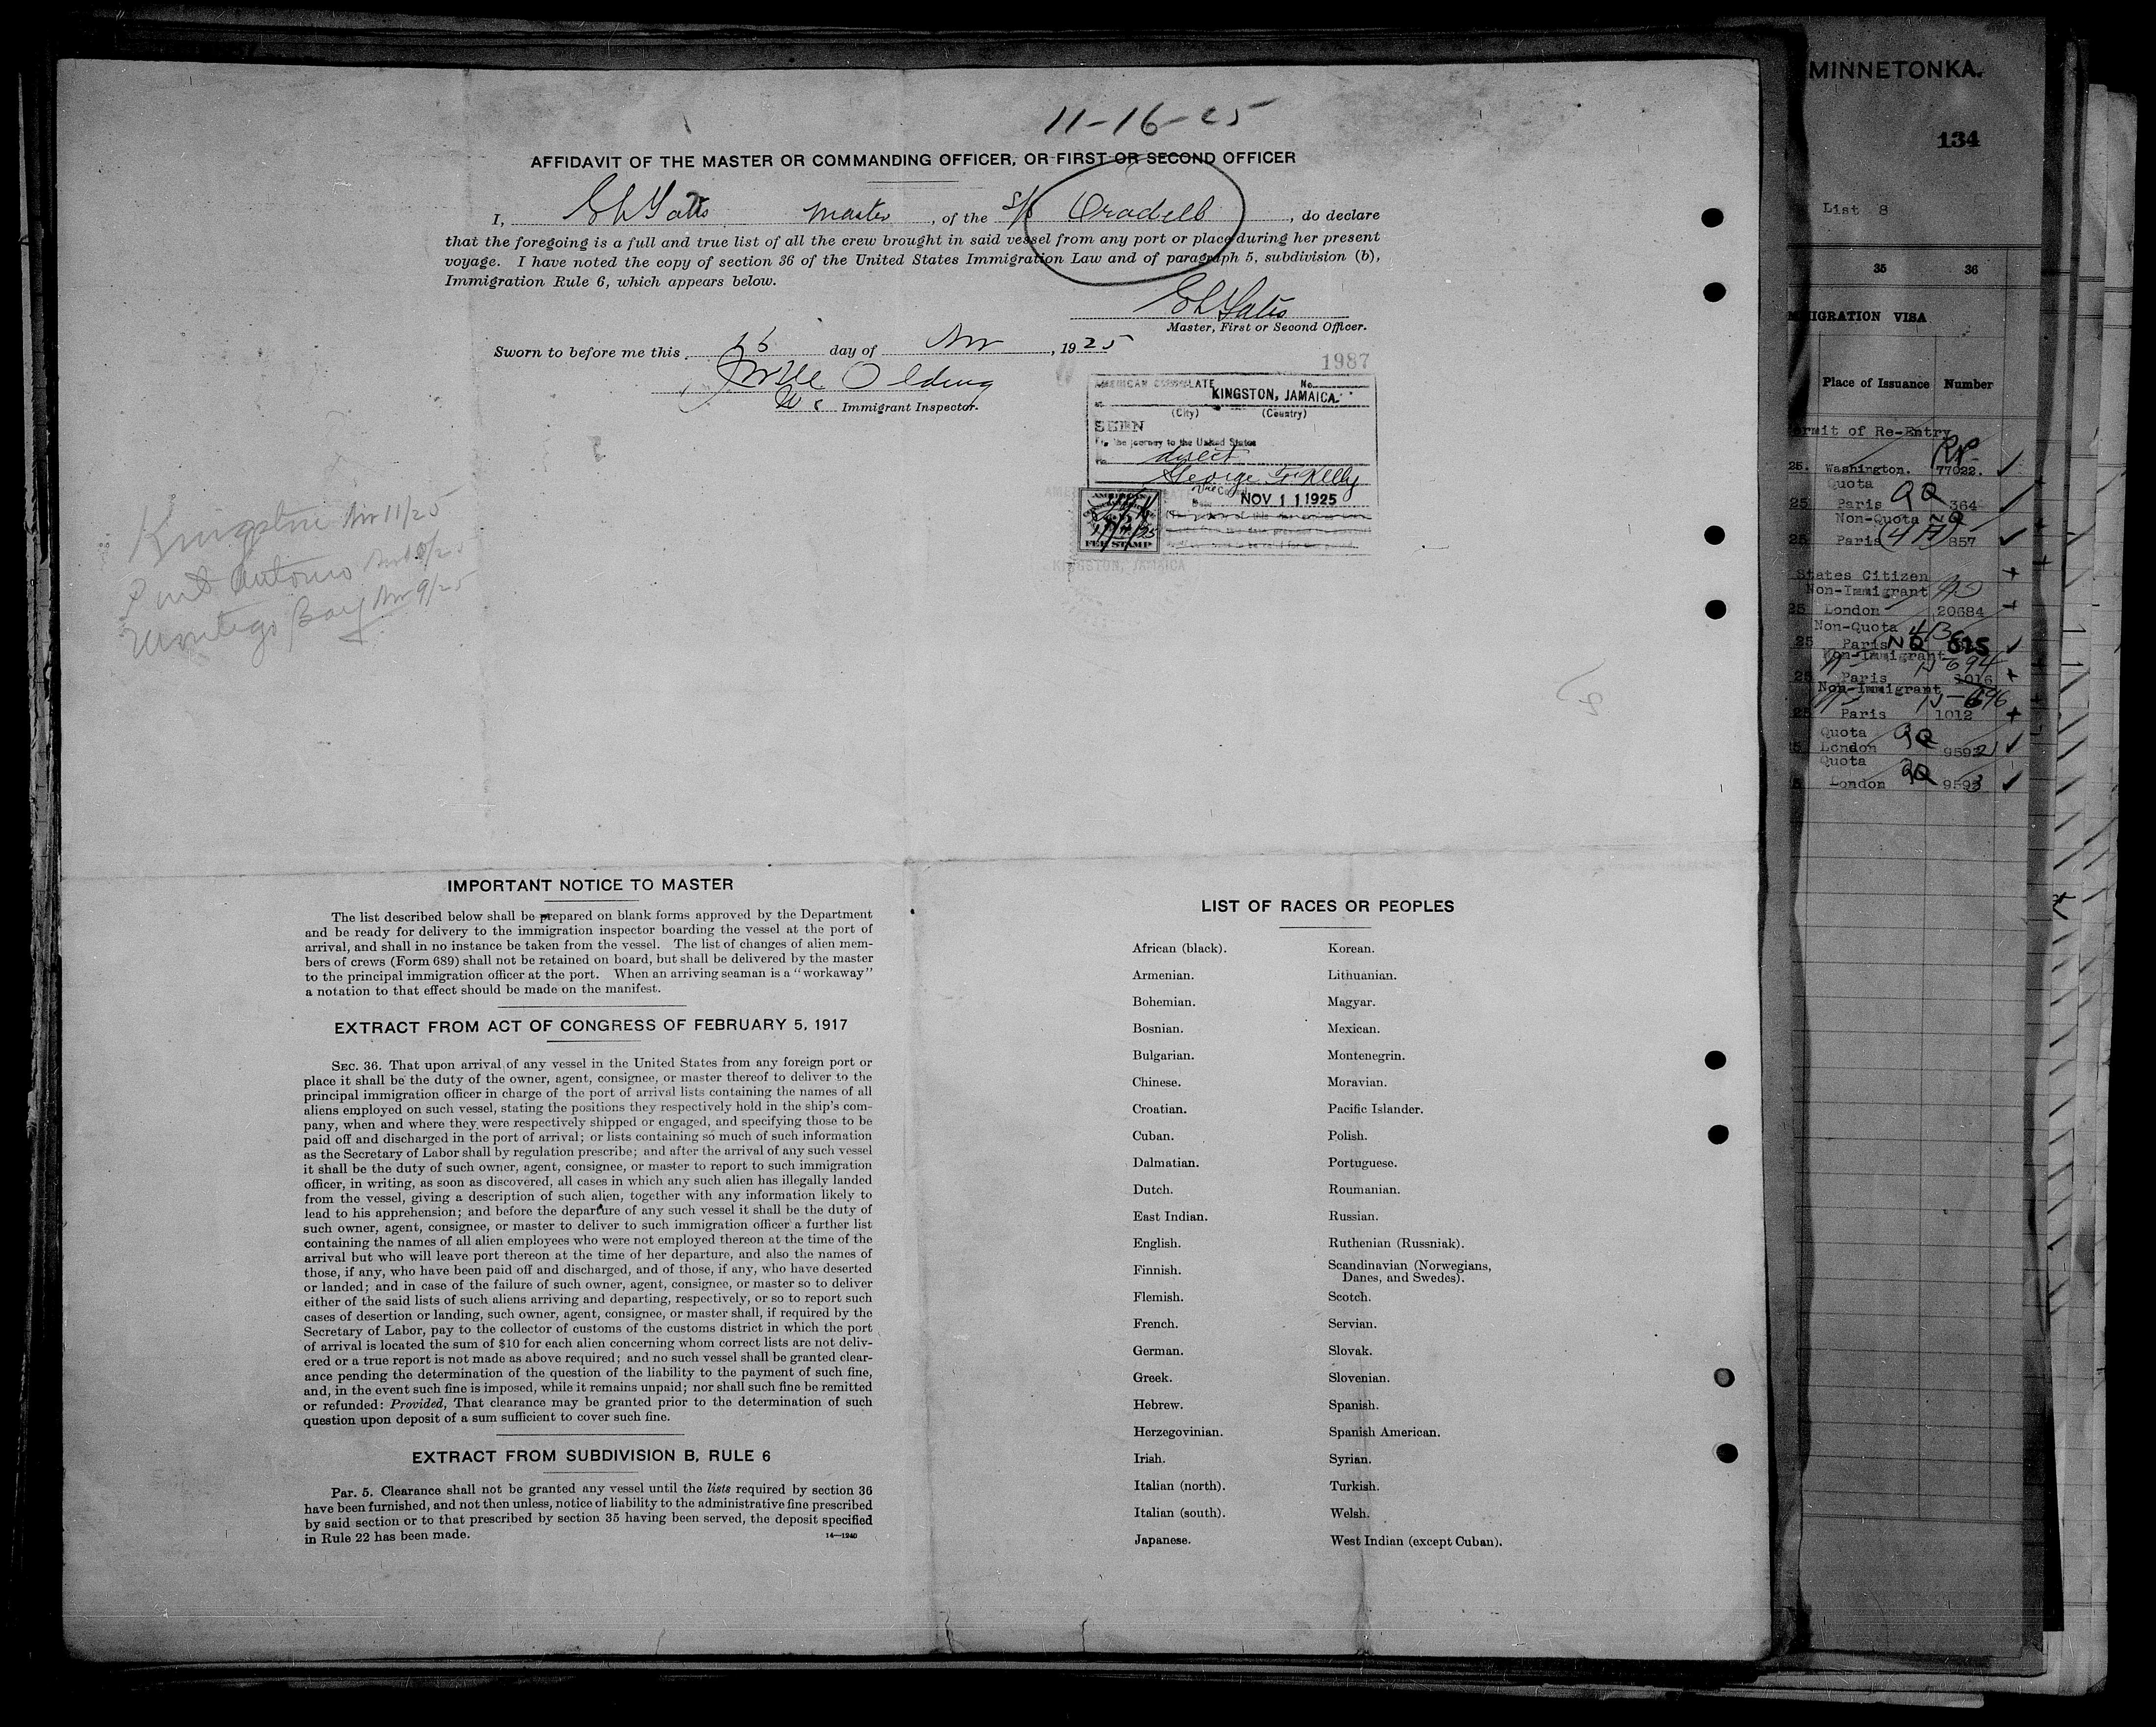 11-16-25
AFFIDAVIT OF THE MASTER OR COMMANDING OFFICER, OR FIRST OR SECOND OFFICER
I, Master, of the S/S Oradell, do declare
that the foregoing is a full and true list of all the crew brought in said vessel from any port or place during her present
voyage. I have noted the copy of section 36 of the United States Immigration Law and of paragraph 5, subdivision (b),
Immigration Rule 6, which appears below.
Master, First or Second Officer.
Sworn to before me this 16 day of Nov, 1925
Olding
Immigrant Inspector.
1987
AMERICAN CONSULATE No.
KINGSTON, JAMAICA.
(City) (Country)
SEEN
For the journey to the United States
direct
George Kelly
Vice Consul
NOV 11 1925
AMERICAN
FEE STAMP
KINGSTON, JAMAICA
Kingston Nov 11/25
Port Antonio
Montego Bay Nov 9/25
IMPORTANT NOTICE TO MASTER
The list described below shall be prepared on blank forms approved by the Department
and be ready for delivery to the immigration inspector boarding the vessel at the port of
arrival, and shall in no instance be taken from the vessel. The list of changes of alien mem-
bers of crews (Form 689) shall not be retained on board, but shall be delivered by the master
to the principal immigration officer at the port. When an arriving seaman is a "workaway"
a notation to that effect should be made on the manifest.
EXTRACT FROM ACT OF CONGRESS OF FEBRUARY 5, 1917
SEC. 36. That upon arrival of any vessel in the United States from any foreign port or
place it shall be the duty of the owner, agent, consignee, or master thereof to deliver to the
principal immigration officer in charge of the port of arrival lists containing the names of all
aliens employed on such vessel, stating the positions they respectively hold in the ship's com-
pany, when and where they were respectively shipped or engaged, and specifying those to be
paid off and discharged in the port of arrival; or lists containing so much of such information
as the Secretary of Labor shall by regulation prescribe; and after the arrival of any such vessel
it shall be the duty of such owner, agent, consignee, or master to report to such immigration
officer, in writing, as soon as discovered, all cases in which any such alien has illegally landed
from the vessel, giving a description of such alien, together with any information likely to
lead to his apprehension; and before the departure of any such vessel it shall be the duty of
such owner, agent, consignee, or master to deliver to such immigration officer a further list
containing the names of all alien employees who were not employed thereon at the time of the
arrival but who will leave port thereon at the time of her departure, and also the names of
those, if any, who have been paid off and discharged, and of those, if any, who have deserted
or landed; and in case of the failure of such owner, agent, consignee, or master so to deliver
either of the said lists of such aliens arriving and departing, respectively, or so to report such
cases of desertion or landing, such owner, agent, consignee, or master shall, if required by the
Secretary of Labor, pay to the collector of customs of the customs district in which the port
of arrival is located the sum of $10 for each alien concerning whom correct lists are not deliv-
ered or a true report is not made as above required; and no such vessel shall be granted clear-
ance pending the determination of the question of the liability to the payment of such fine,
and, in the event such fine is imposed, while it remains unpaid; nor shall such fine be remitted
or refunded: Provided, That clearance may be granted prior to the determination of such
question upon deposit of a sum sufficient to cover such fine.
EXTRACT FROM SUBDIVISION B, RULE 6
Par. 5. Clearance shall not be granted any vessel until the lists required by section 36
have been furnished, and not then unless, notice of liability to the administrative fine prescribed
by said section or to that prescribed by section 35 having been served, the deposit specified
in Rule 22 has been made.
14—1240
LIST OF RACES OR PEOPLES
African (black). Korean.
Armenian. Lithuanian.
Bohemian. Magyar.
Bosnian. Mexican.
Bulgarian. Montenegrin.
Chinese. Moravian.
Croatian. Pacific Islander.
Cuban. Polish.
Dalmatian. Portuguese.
Dutch. Roumanian.
East Indian. Russian.
English. Ruthenian (Russniak).
Finnish. Scandinavian (Norwegians,
Danes, and Swedes).
Flemish. Scotch.
French. Servian.
German. Slovak.
Greek. Slovenian.
Hebrew. Spanish.
Herzegovinian. Spanish American.
Irish. Syrian.
Italian (north). Turkish.
Italian (south). Welsh.
Japanese. West Indian (except Cuban).
MINNETONKA.
134
List 8
35 36
IGRATION VISA
Place of Issuance Number
ermit of Re-Entry
25. Washington. 77022.
Quota
25 Paris QQ 364
Non-Quota NQ
25 Paris 857
States Citizen
Non-Immigrant
25 London 20684
Non-Quota
25 Paris NQ
Non-Immigrant
25 Paris 1016
Non-Immigrant
25 Paris 1012
Quota
London 9592
Quota
London 9593